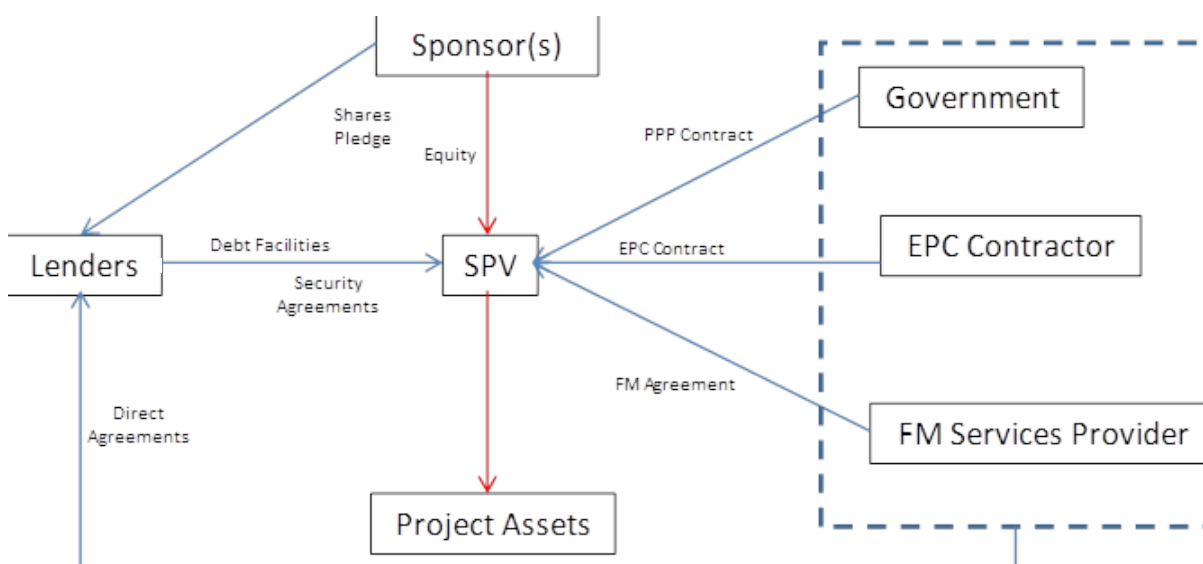 Sponsor(s)
Government
Shares
Pledge
PPP Contract
Equity
Lenders
Debt Facilities
Security
Agreements
SPV
EPC Contract
EPC Contractor
FM Agreement
Direct
Agreements
FM Services Provider
Project Assets